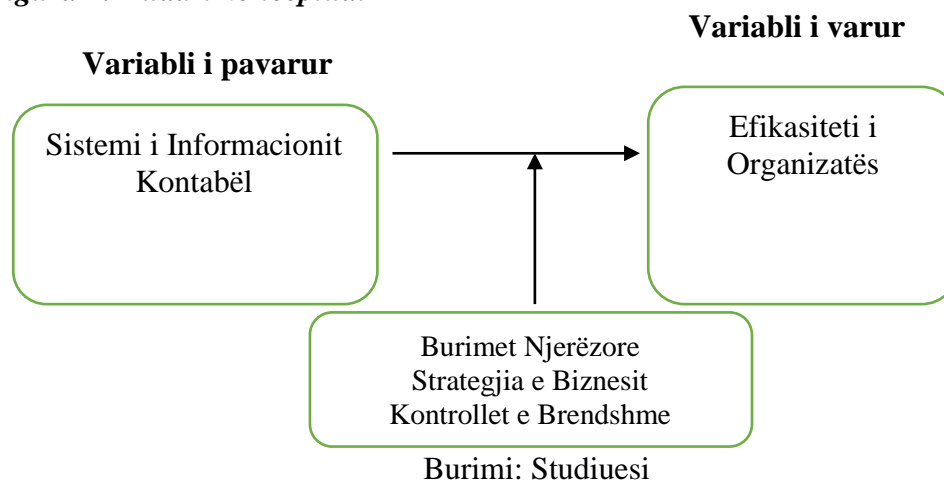 Variabli i varur
Variabli i pavarur
Sistemi i Informacionit
Kontabël
Efikasiteti i
Organizatës
Burimet Njerëzore
Strategjia e Biznesit
Kontrollet e Brendshme
Burimi: Studiuesi